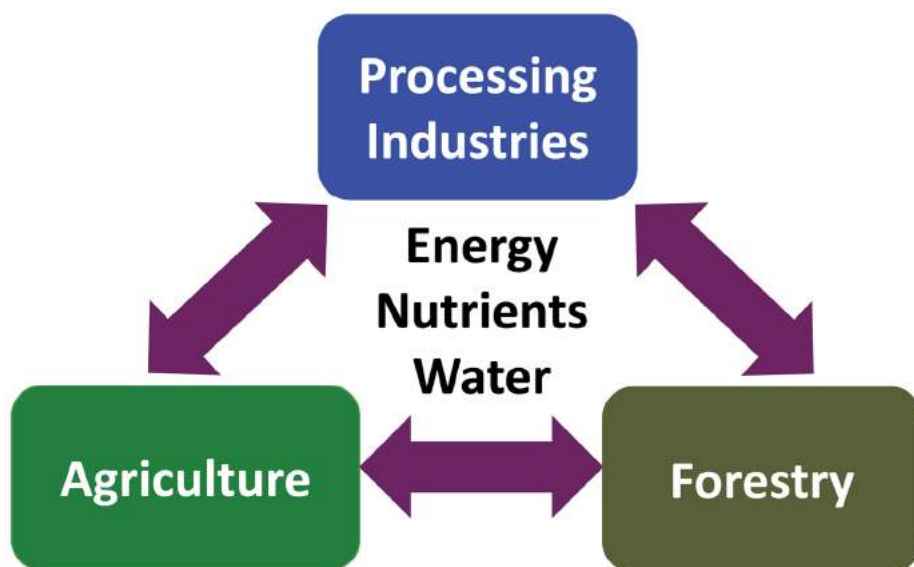 Processing
Industries
Energy
Nutrients
Water
Agriculture
Forestry